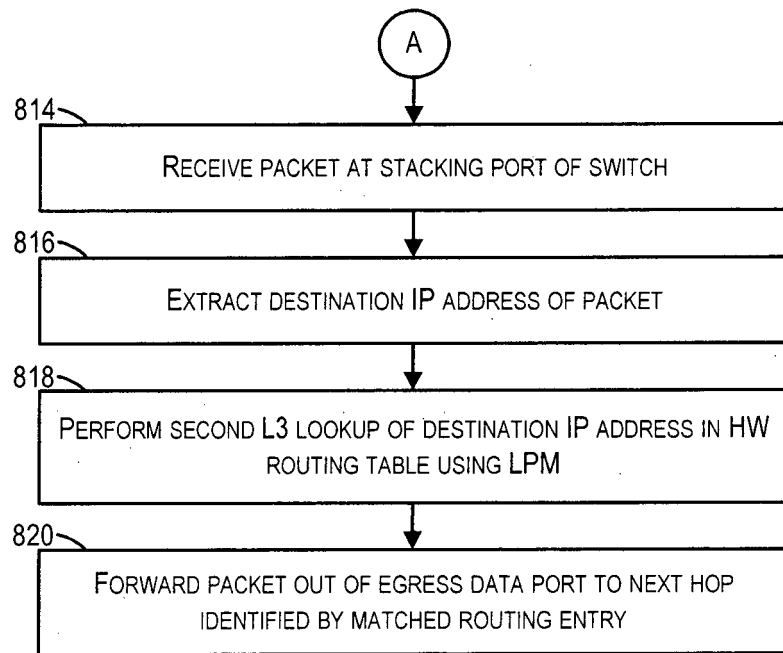 A
814
RECEIVE PACKET AT STACKING PORT OF SWITCH
816
EXTRACT DESTINATION IP ADDRESS OF PACKET
818
PERFORM SECOND L3 LOOKUP OF DESTINATION IP ADDRESS IN HW
ROUTING TABLE USING LPM
820
FORWARD PACKET OUT OF EGRESS DATA PORT TO NEXT HOP
IDENTIFIED BY MATCHED ROUTING ENTRY